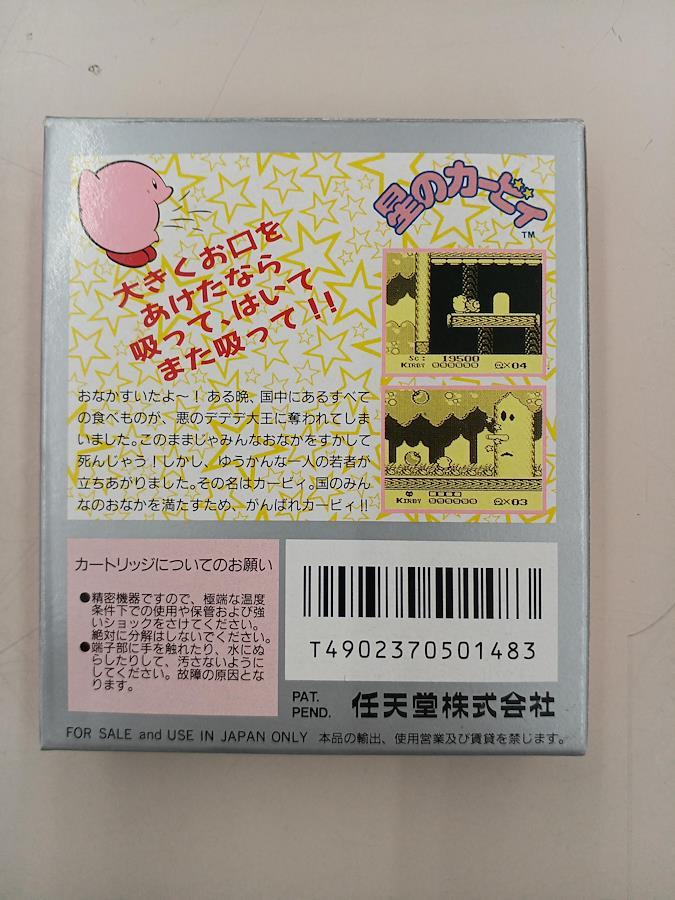 星のカービィ
TM
大きくお口を
あけたなら
吸って、はいて
また吸って!!
Sc: 19500
KIRBY 000000 ×04
KIRBY 000000 ×03
おなかすいたよ〜!ある晩、国中にあるすべて
の食べものが、悪のデデデ大王に奪われてしま
いました。このままじゃみんなおなかをすかして
死んじゃう!しかし、ゆうかんな一人の若者が
立ちあがりました。その名はカービィ。国のみん
なのおなかを満たすため、がんばれカービィ!!
カートリッジについてのお願い
●精密機器ですので、極端な温度
条件下での使用や保管および強
いショックをさけてください。
絶対に分解はしないでください。
●端子部に手を触れたり、水にぬ
らしたりして、汚さないように
してください。故障の原因とな
ります。
T4902370501483
PAT.
PEND.
任天堂株式会社
FOR SALE and USE IN JAPAN ONLY 本品の輸出、使用営業及び賃貸を禁じます。